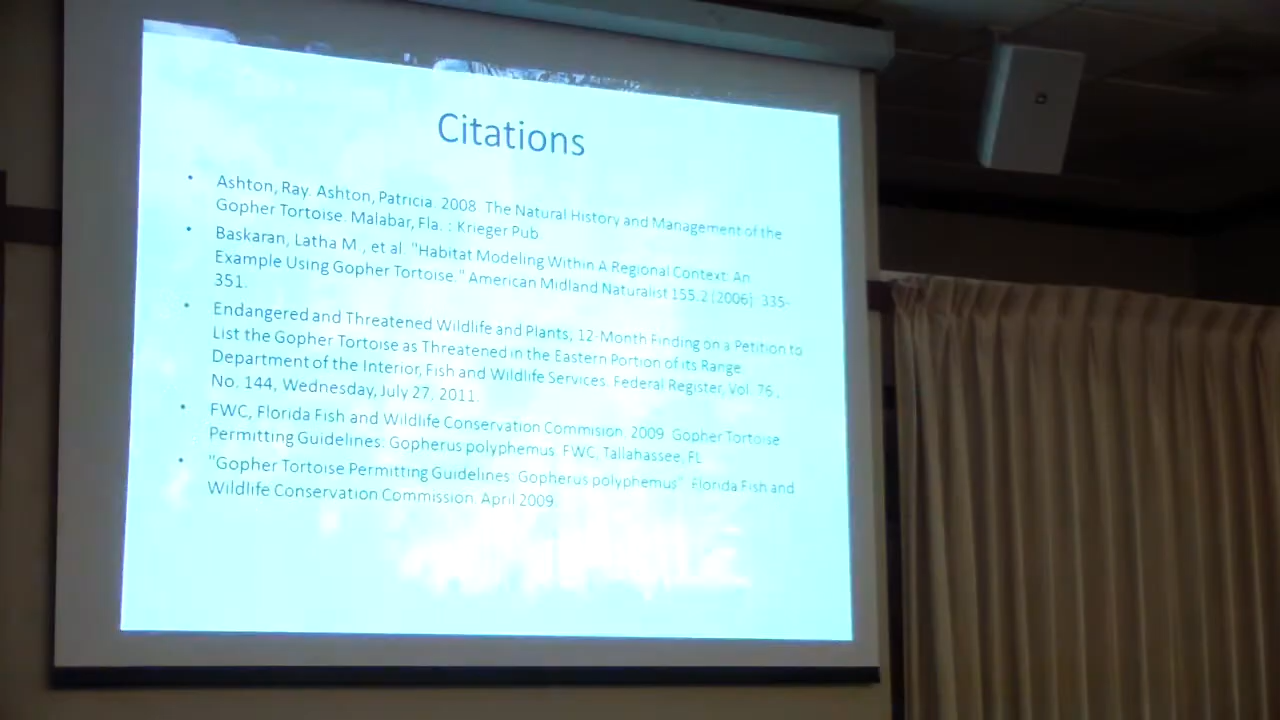 Citations
• Ashton, Ray. Ashton, Patricia. 2008. The Natural History and Management of the
Gopher Tortoise. Malabar, Fla. : Krieger Pub.
• Baskaran, Latha M., et al. "Habitat Modeling Within A Regional Context: An
Example Using Gopher Tortoise." American Midland Naturalist 155.2 (2006): 335-
351.
• Endangered and Threatened Wildlife and Plants, 12-Month Finding on a Petition to
List the Gopher Tortoise as Threatened in the Eastern Portion of its Range.
Department of the Interior, Fish and Wildlife Services. Federal Register, Vol. 76,
No. 144, Wednesday, July 27, 2011.
• FWC, Florida Fish and Wildlife Conservation Commision. 2009. Gopher Tortoise
Permitting Guidelines. Gopherus polyphemus. FWC, Tallahassee, FL
• "Gopher Tortoise Permitting Guidelines: Gopherus polyphemus". Florida Fish and
Wildlife Conservation Commission. April 2009